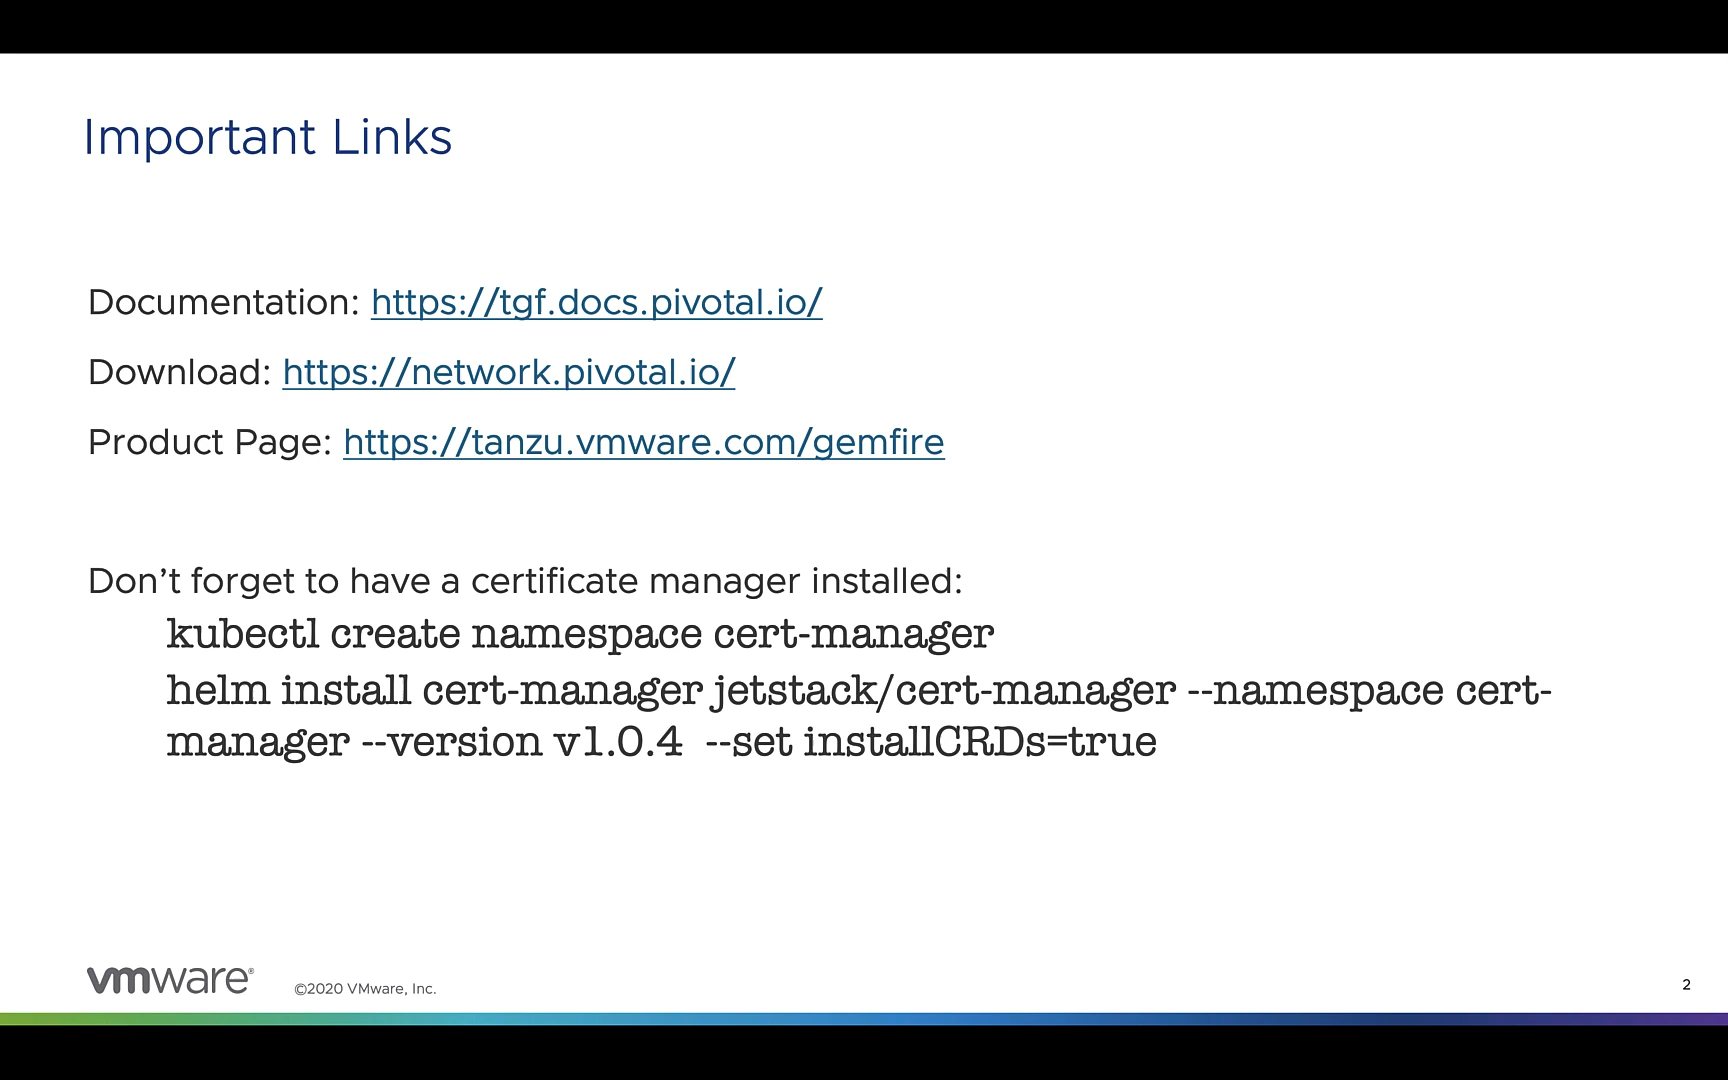 Important Links
Documentation: https://tgf.docs.pivotal.io/
Download: https://network.pivotal.io/
Product Page: https://tanzu.vmware.com/gemfire
Don’t forget to have a certificate manager installed:
kubectl create namespace cert-manager
helm install cert-manager jetstack/cert-manager --namespace cert-
manager --version v1.0.4  --set installCRDs=true
vmware® ©2020 VMware, Inc. 2